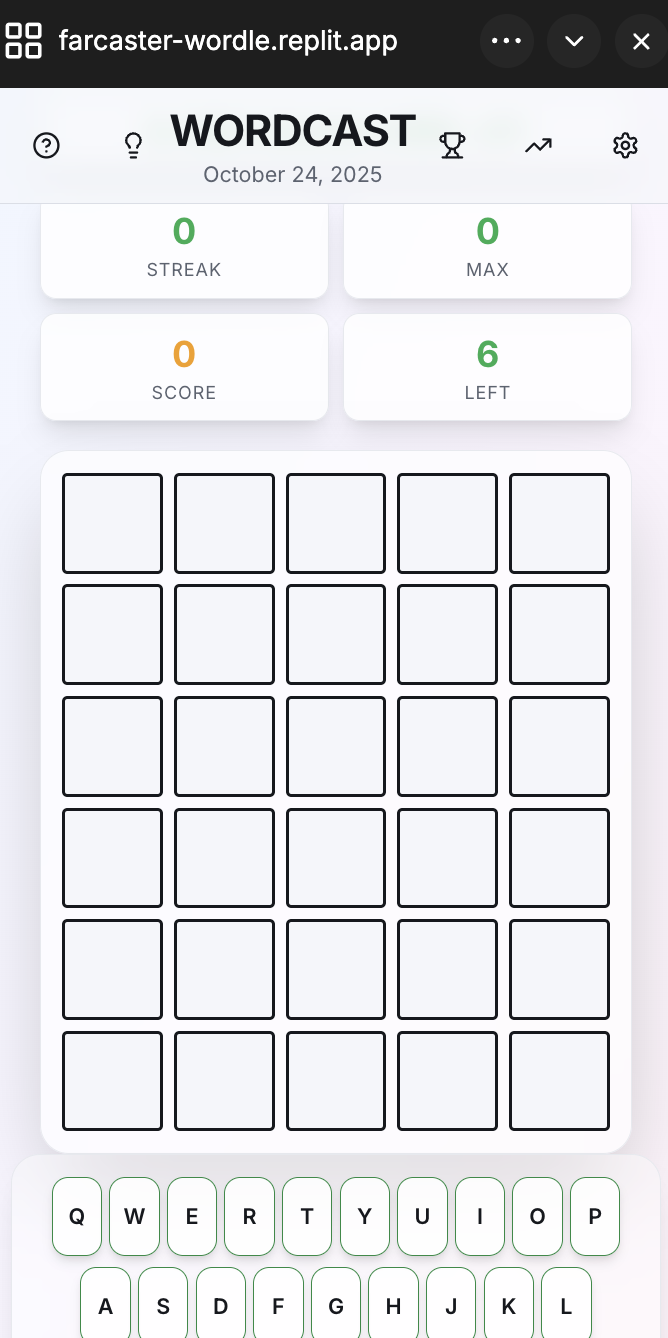 farcaster-wordle.replit.app
WORDCAST
October 24, 2025
0 0
STREAK MAX
0 6
SCORE LEFT
Q W E R T Y U I O P
A S D F G H J K L